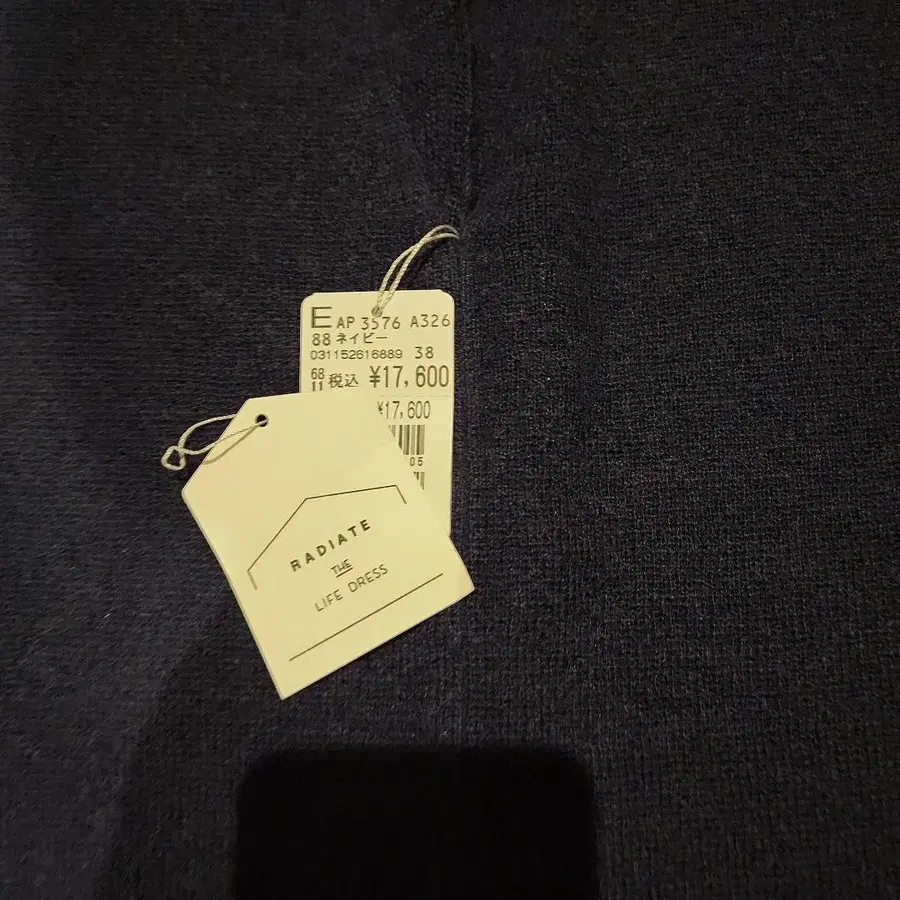 E AP 3576 A326
88 ネイビー
031152616889 38
68
11 税込 ¥17,600
¥17,600
05
RADIATE
THE
LIFE DRESS